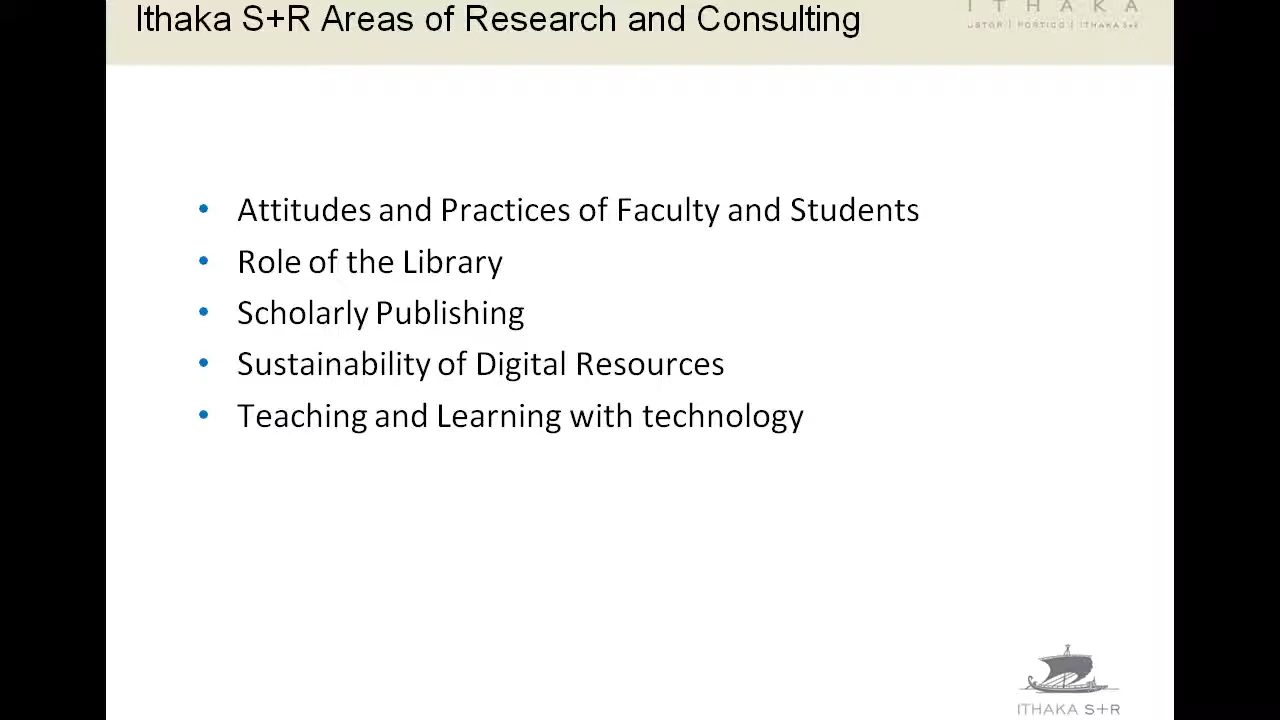 Ithaka S+R Areas of Research and Consulting
ITHAKA
JSTOR | PORTICO | ITHAKA S+R
• Attitudes and Practices of Faculty and Students
• Role of the Library
• Scholarly Publishing
• Sustainability of Digital Resources
• Teaching and Learning with technology
ITHAKA S+R